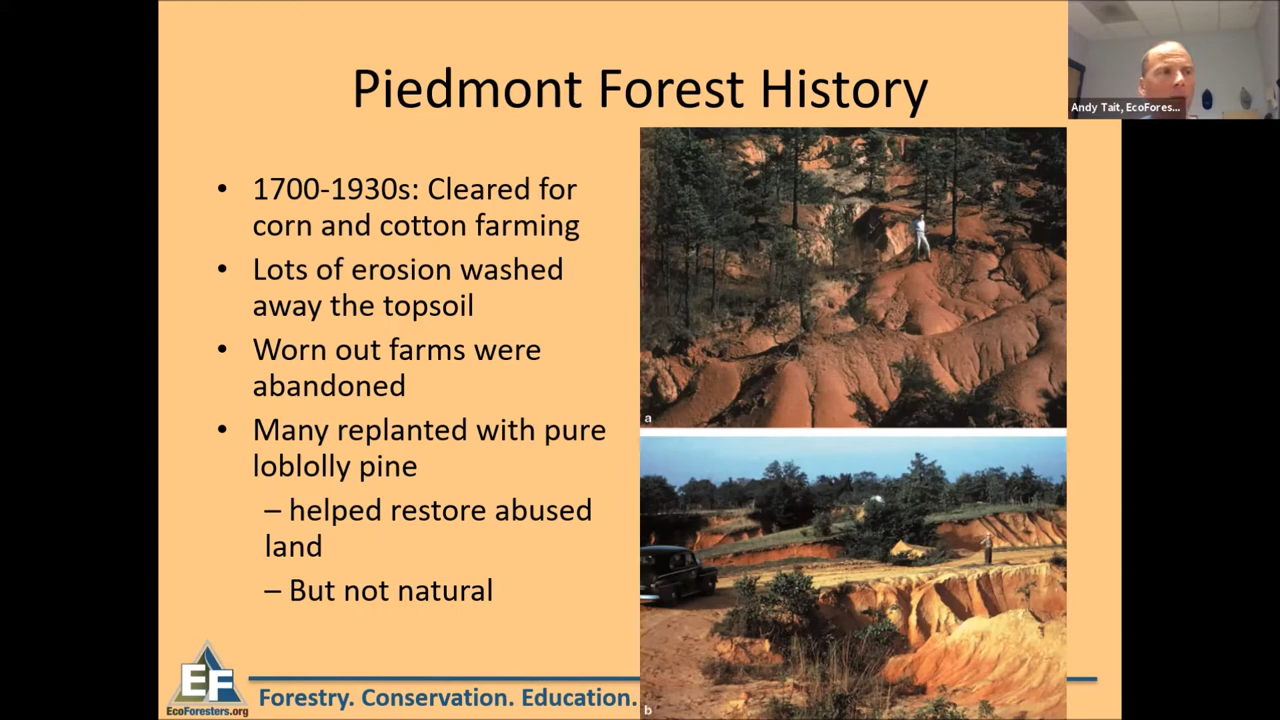 Piedmont Forest History
Andy Tait, EcoFores...
• 1700-1930s: Cleared for
corn and cotton farming
• Lots of erosion washed
away the topsoil
• Worn out farms were
abandoned
• Many replanted with pure
loblolly pine
– helped restore abused
land
– But not natural
a
b
EF
EcoForesters.org
Forestry. Conservation. Education.